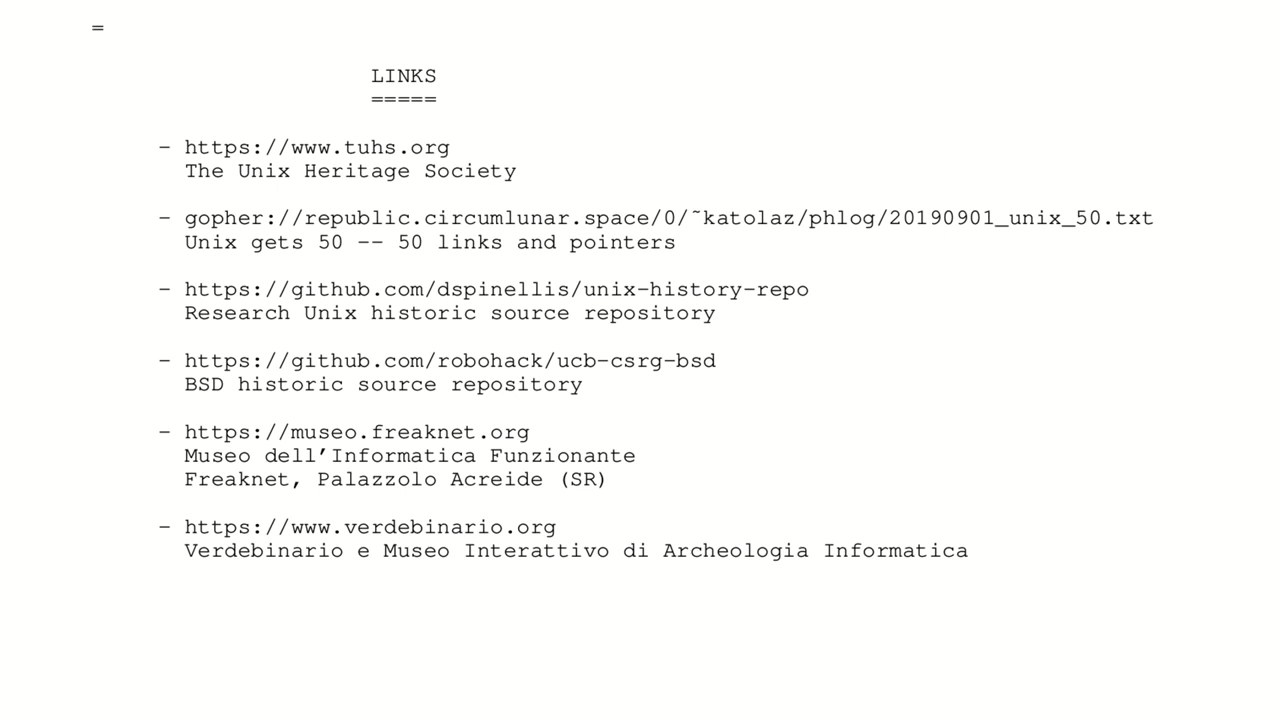 =
LINKS
=====
- https://www.tuhs.org
The Unix Heritage Society
- gopher://republic.circumlunar.space/0/~katolaz/phlog/20190901_unix_50.txt
Unix gets 50 -- 50 links and pointers
- https://github.com/dspinellis/unix-history-repo
Research Unix historic source repository
- https://github.com/robohack/ucb-csrg-bsd
BSD historic source repository
- https://museo.freaknet.org
Museo dell’Informatica Funzionante
Freaknet, Palazzolo Acreide (SR)
- https://www.verdebinario.org
Verdebinario e Museo Interattivo di Archeologia Informatica